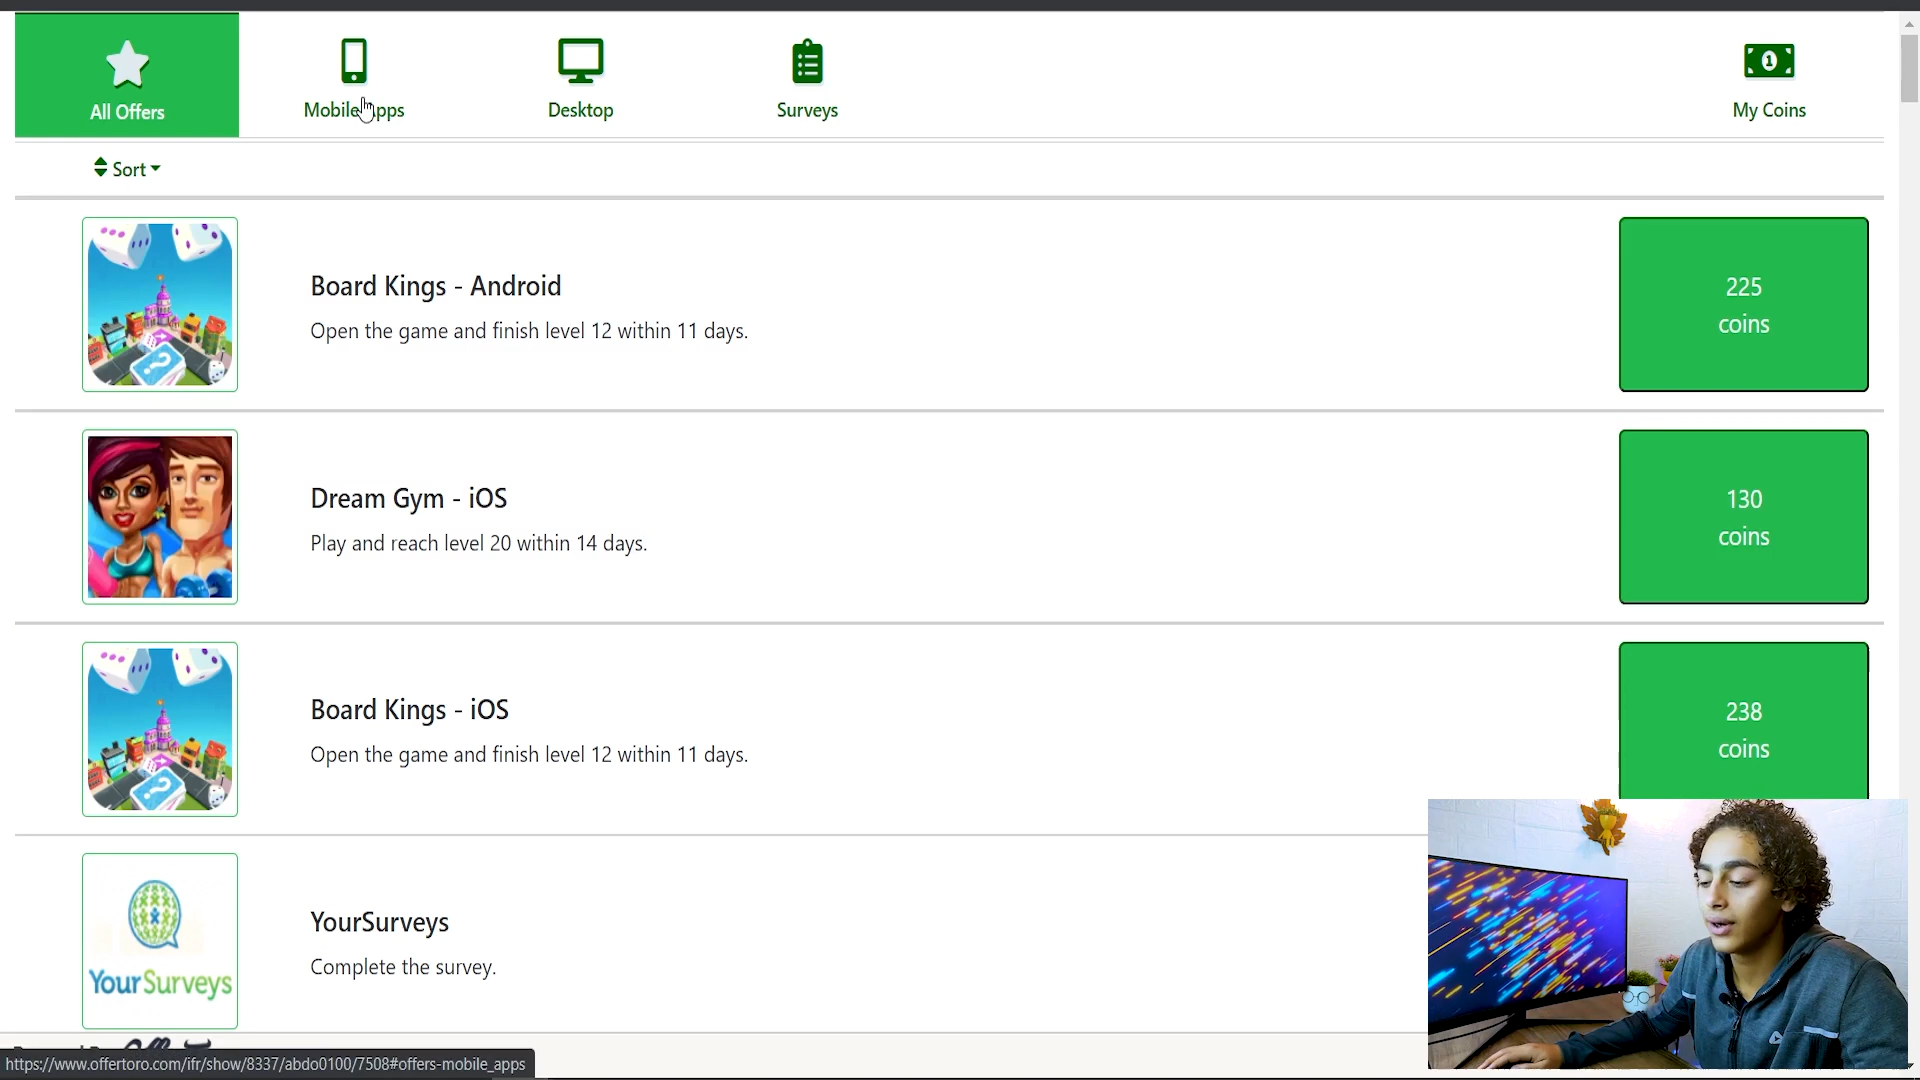 All Offers
Mobile Apps
Desktop
Surveys
My Coins
Sort
Board Kings - Android
Open the game and finish level 12 within 11 days.
225
coins
Dream Gym - iOS
Play and reach level 20 within 14 days.
130
coins
Board Kings - iOS
Open the game and finish level 12 within 11 days.
238
coins
YourSurveys
YourSurveys
Complete the survey.
https://www.offertoro.com/ifr/show/8337/abdo0100/7508#offers-mobile_apps